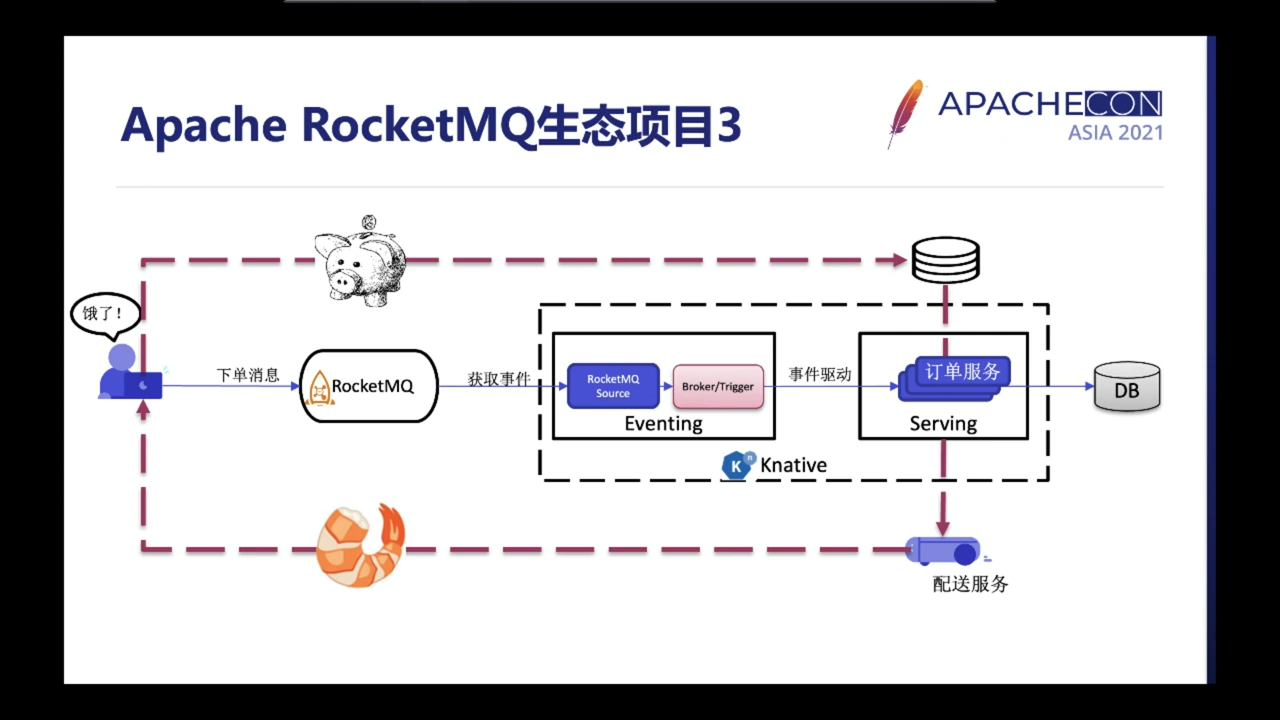 Apache RocketMQ生态项目3
APACHECON
ASIA 2021
饿了！
下单消息
RocketMQ
获取事件
RocketMQ
Source
Broker/Trigger
Eventing
事件驱动
订单服务
Serving
DB
K
n
Knative
配送服务